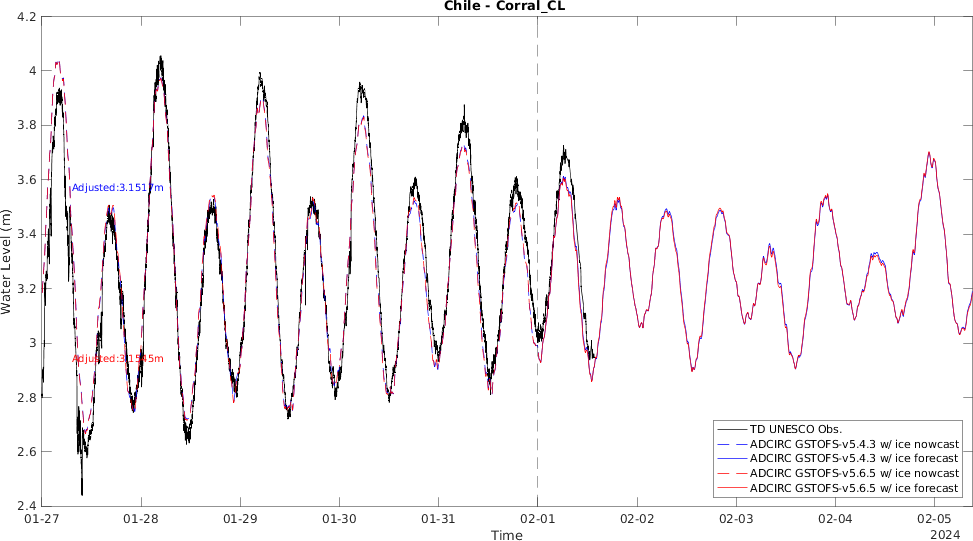 Chile - Corral_CL
Water Level (m)
4.2
4
3.8
3.6
3.4
3.2
3
2.8
2.6
2.4
Adjusted:3.1517m
Adjusted:3.1545m
TD UNESCO Obs.
ADCIRC GSTOFS-v5.4.3 w/ ice nowcast
ADCIRC GSTOFS-v5.4.3 w/ ice forecast
ADCIRC GSTOFS-v5.6.5 w/ ice nowcast
ADCIRC GSTOFS-v5.6.5 w/ ice forecast
01-27 01-28 01-29 01-30 01-31 02-01 02-02 02-03 02-04 02-05
Time
2024